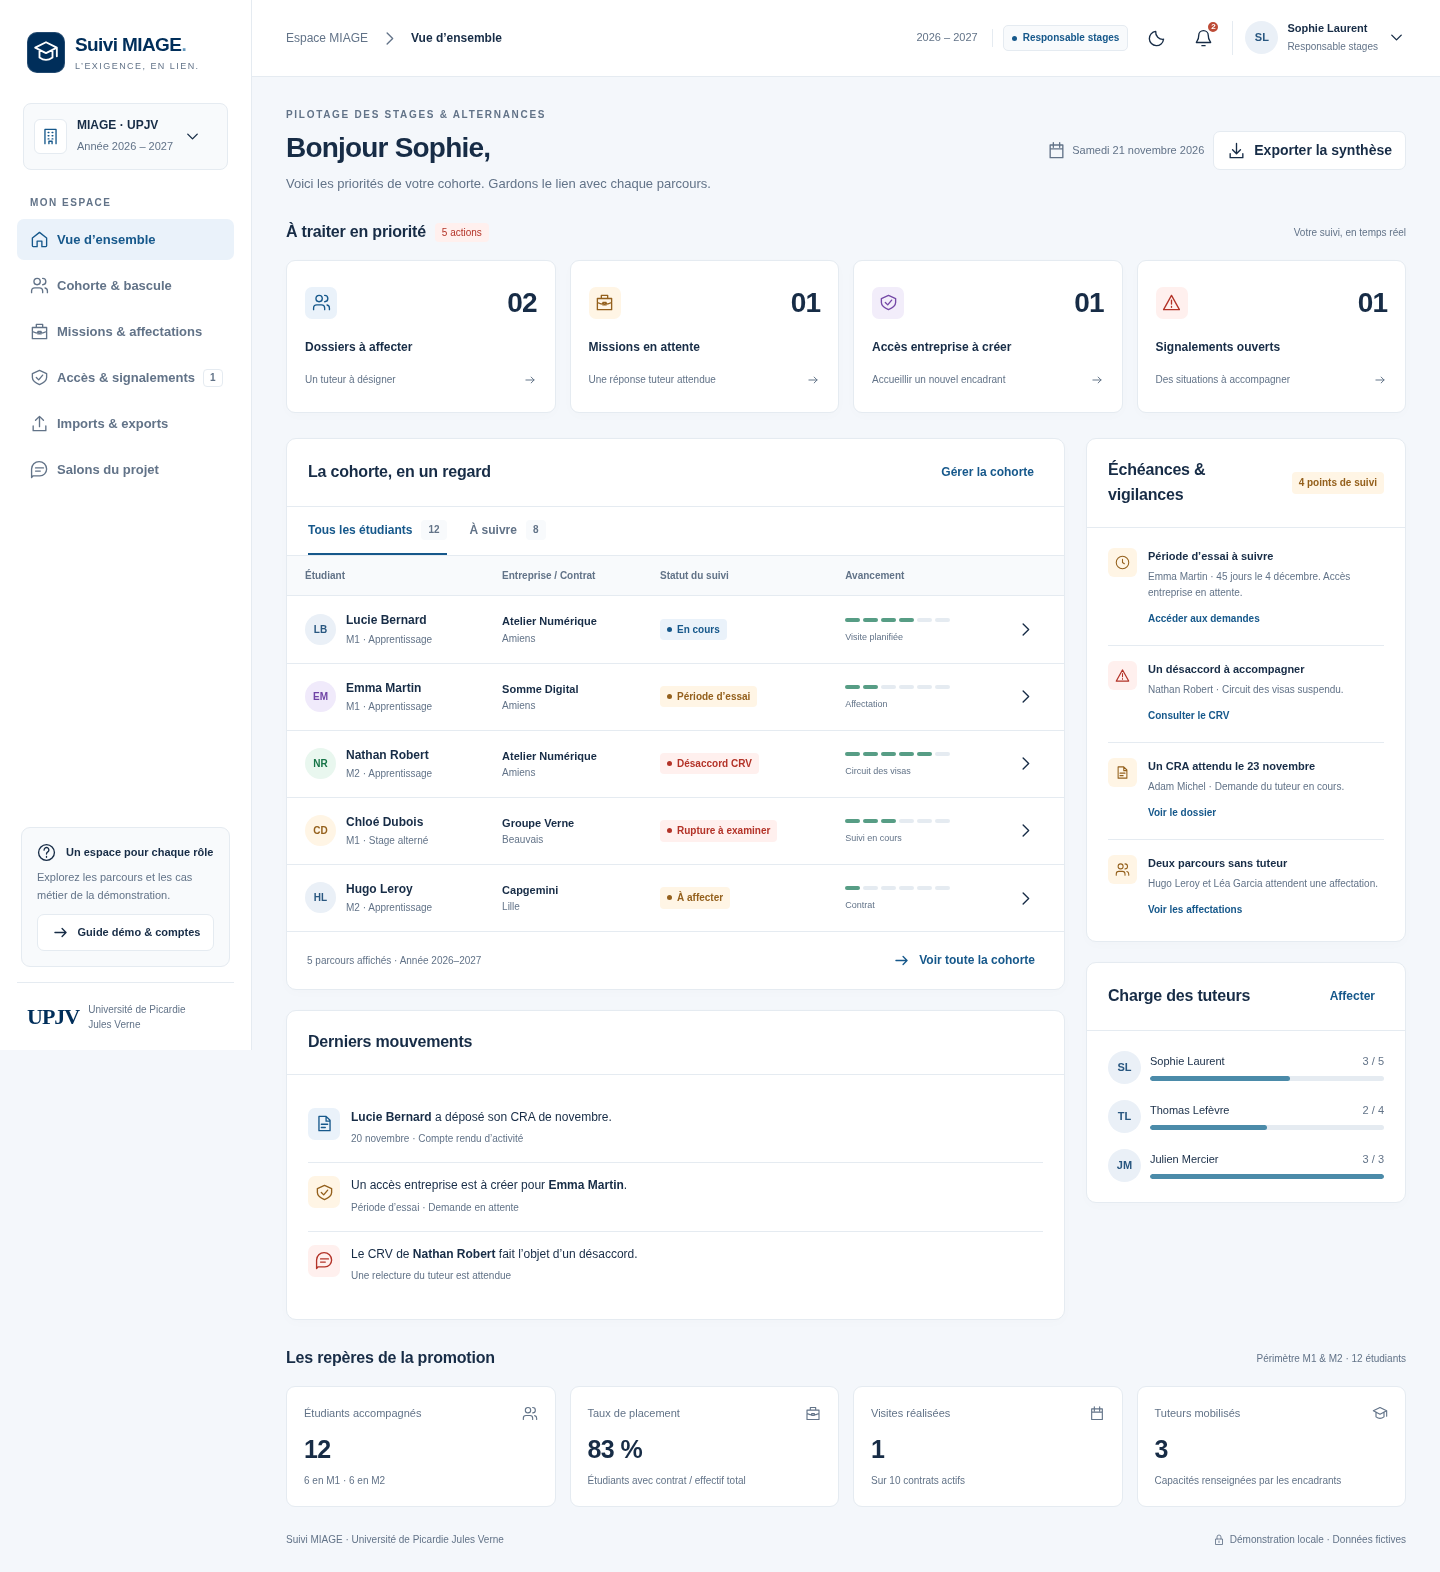 Suivi MIAGE.
L'EXIGENCE, EN LIEN.
MIAGE · UPJV
Année 2026 – 2027
MON ESPACE
Vue d’ensemble
Cohorte & bascule
Missions & affectations
Accès & signalements 1
Imports & exports
Salons du projet
Un espace pour chaque rôle
Explorez les parcours et les cas
métier de la démonstration.
Guide démo & comptes
UPJV
Université de Picardie
Jules Verne
Espace MIAGE
Vue d’ensemble
2026 – 2027
Responsable stages
2
SL
Sophie Laurent
Responsable stages
PILOTAGE DES STAGES & ALTERNANCES
Bonjour Sophie,
Voici les priorités de votre cohorte. Gardons le lien avec chaque parcours.
Samedi 21 novembre 2026
Exporter la synthèse
À traiter en priorité
5 actions
Votre suivi, en temps réel
02
Dossiers à affecter
Un tuteur à désigner
01
Missions en attente
Une réponse tuteur attendue
01
Accès entreprise à créer
Accueillir un nouvel encadrant
01
Signalements ouverts
Des situations à accompagner
La cohorte, en un regard
Gérer la cohorte
Tous les étudiants 12
À suivre 8
Étudiant Entreprise / Contrat Statut du suivi Avancement
LB
Lucie Bernard
M1 · Apprentissage
Atelier Numérique
Amiens
En cours
Visite planifiée
EM
Emma Martin
M1 · Apprentissage
Somme Digital
Amiens
Période d’essai
Affectation
NR
Nathan Robert
M2 · Apprentissage
Atelier Numérique
Amiens
Désaccord CRV
Circuit des visas
CD
Chloé Dubois
M1 · Stage alterné
Groupe Verne
Beauvais
Rupture à examiner
Suivi en cours
HL
Hugo Leroy
M2 · Apprentissage
Capgemini
Lille
À affecter
Contrat
5 parcours affichés · Année 2026–2027
Voir toute la cohorte
Échéances &
vigilances
4 points de suivi
Période d’essai à suivre
Emma Martin · 45 jours le 4 décembre. Accès
entreprise en attente.
Accéder aux demandes
Un désaccord à accompagner
Nathan Robert · Circuit des visas suspendu.
Consulter le CRV
Un CRA attendu le 23 novembre
Adam Michel · Demande du tuteur en cours.
Voir le dossier
Deux parcours sans tuteur
Hugo Leroy et Léa Garcia attendent une affectation.
Voir les affectations
Charge des tuteurs
Affecter
SL
Sophie Laurent 3 / 5
TL
Thomas Lefèvre 2 / 4
JM
Julien Mercier 3 / 3
Derniers mouvements
Lucie Bernard a déposé son CRA de novembre.
20 novembre · Compte rendu d’activité
Un accès entreprise est à créer pour Emma Martin.
Période d’essai · Demande en attente
Le CRV de Nathan Robert fait l’objet d’un désaccord.
Une relecture du tuteur est attendue
Les repères de la promotion
Périmètre M1 & M2 · 12 étudiants
Étudiants accompagnés
12
6 en M1 · 6 en M2
Taux de placement
83 %
Étudiants avec contrat / effectif total
Visites réalisées
1
Sur 10 contrats actifs
Tuteurs mobilisés
3
Capacités renseignées par les encadrants
Suivi MIAGE · Université de Picardie Jules Verne
Démonstration locale · Données fictives